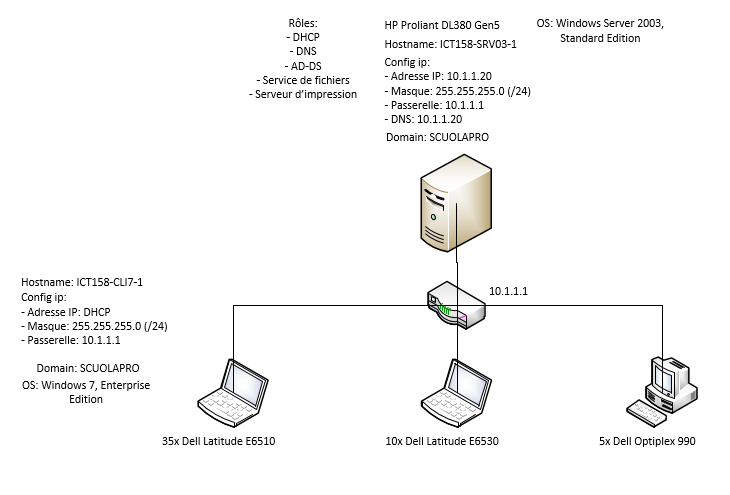 Rôles:
- DHCP
- DNS
- AD-DS
- Service de fichiers
- Serveur d'impression
HP Proliant DL380 Gen5
Hostname: ICT158-SRV03-1
Config ip:
- Adresse IP: 10.1.1.20
- Masque: 255.255.255.0 (/24)
- Passerelle: 10.1.1.1
- DNS: 10.1.1.20
Domain: SCUOLAPRO
OS: Windows Server 2003,
Standard Edition
10.1.1.1
Hostname: ICT158-CLI7-1
Config ip:
- Adresse IP: DHCP
- Masque: 255.255.255.0 (/24)
- Passerelle: 10.1.1.1
Domain: SCUOLAPRO
OS: Windows 7, Enterprise
Edition
35x Dell Latitude E6510
10x Dell Latitude E6530
5x Dell Optiplex 990